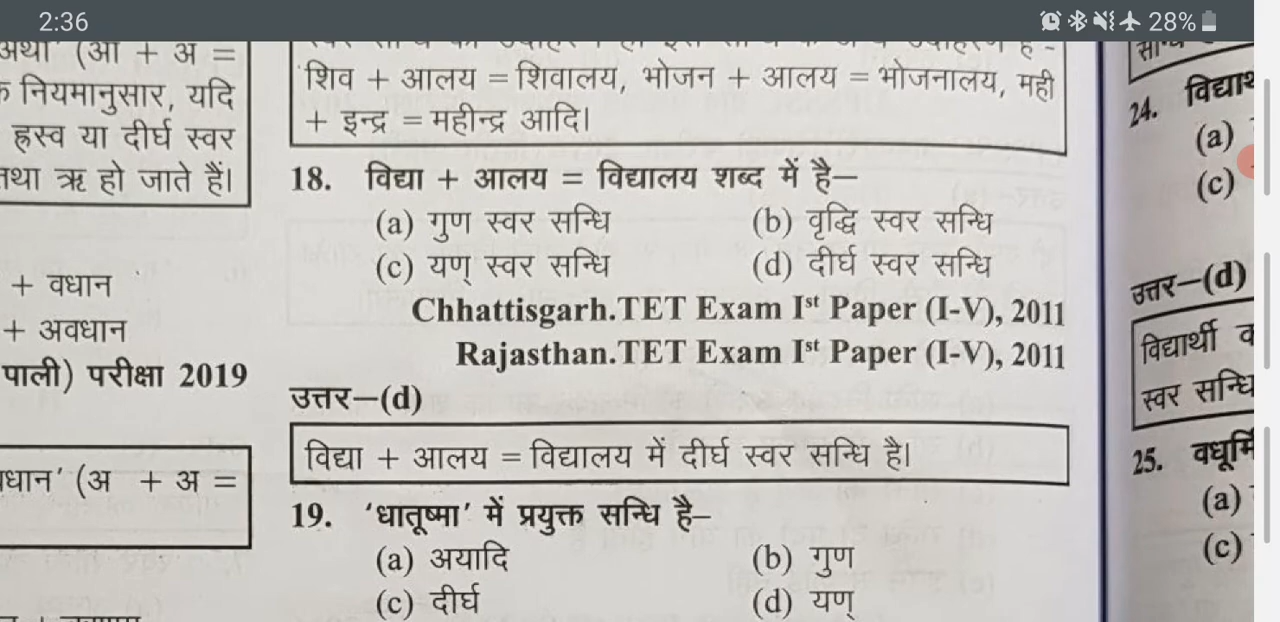 2:36
28%
अथा' (आ + अ =
नियमानुसार, यदि
ह्रस्व या दीर्घ स्वर
तथा ऋ हो जाते हैं।
+ वधान
+ अवधान
पाली) परीक्षा 2019
धान' (अ + अ =
शिव + आलय = शिवालय, भोजन + आलय = भोजनालय, मही
+ इन्द्र = महीन्द्र आदि।
18. विद्या + आलय = विद्यालय शब्द में है–
(a) गुण स्वर सन्धि (b) वृद्धि स्वर सन्धि
(c) यण् स्वर सन्धि (d) दीर्घ स्वर सन्धि
Chhattisgarh.TET Exam Ist Paper (I-V), 2011
Rajasthan.TET Exam Ist Paper (I-V), 2011
उत्तर–(d)
विद्या + आलय = विद्यालय में दीर्घ स्वर सन्धि है।
19. 'धातूष्मा' में प्रयुक्त सन्धि है–
(a) अयादि (b) गुण
(c) दीर्घ (d) यण्
24.
(a)
(c)
उत्तर–(d)
विद्यार्थी
स्वर सन्धि
25.
(a)
(c)